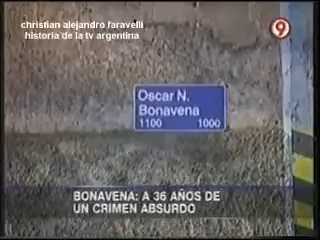 christian alejandro faravelli
historia de la tv argentina
9
Oscar N.
Bonavena
1100 1000
BONAVENA: A 36 AÑOS DE
UN CRIMEN ABSURDO